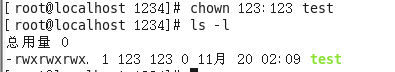 [root@localhost 1234]# chown 123:123 test
[root@localhost 1234]# ls -l
总用量 0
-rwxrwxrwx. 1 123 123 0 11月 20 02:09 test